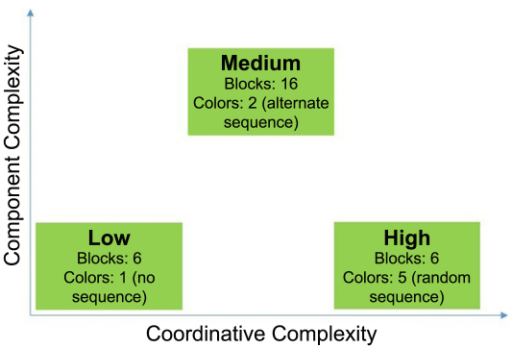 Component Complexity
Medium
Blocks: 16
Colors: 2 (alternate
sequence)
Low
Blocks: 6
Colors: 1 (no
sequence)
High
Blocks: 6
Colors: 5 (random
sequence)
Coordinative Complexity